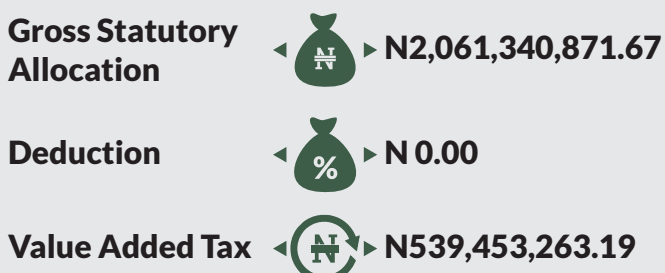 Gross Statutory
Allocation
₦
N2,061,340,871.67
Deduction
%
N 0.00
Value Added Tax
₦
N539,453,263.19